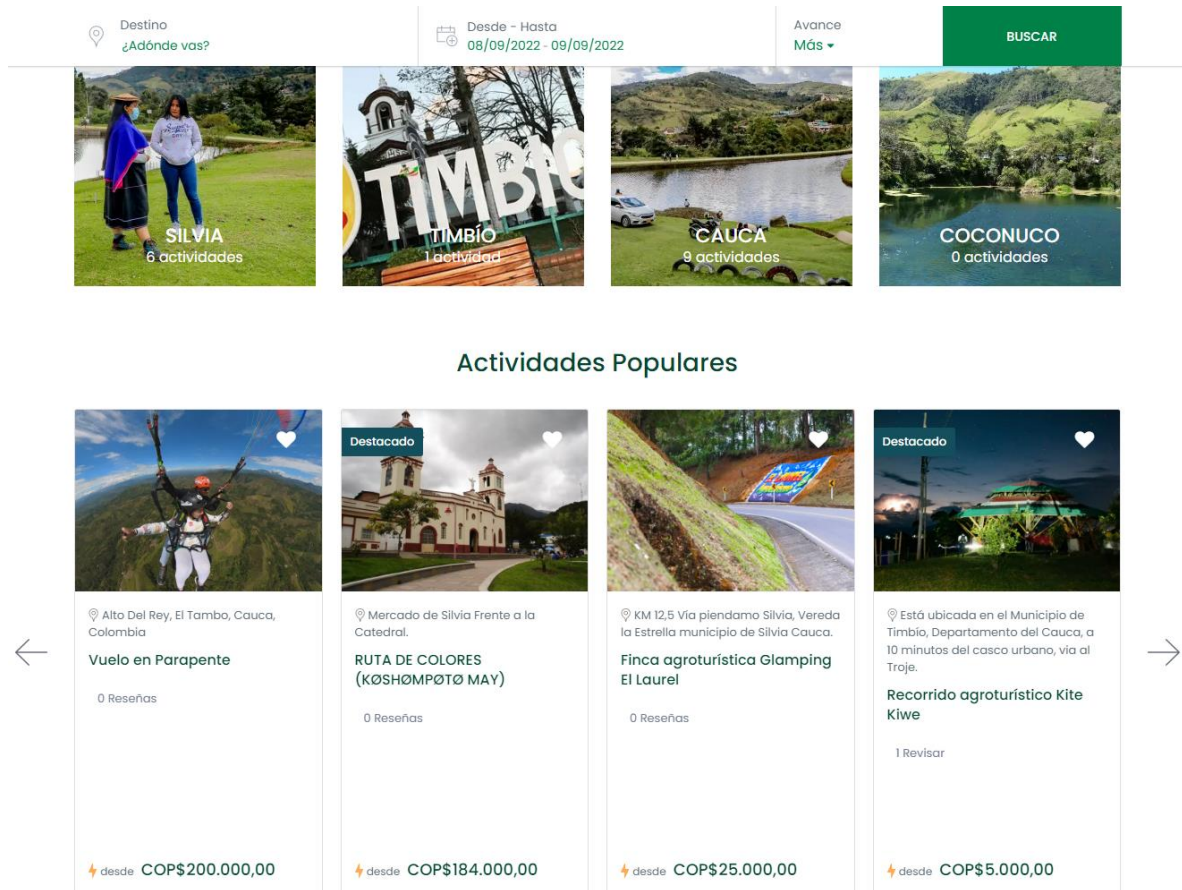 Destino
¿Adónde vas?
Desde - Hasta
08/09/2022 - 09/09/2022
Avance
Más
BUSCAR
TIMBIO
SILVIA
6 actividades
TIMBÍO
1 actividad
CAUCA
9 actividades
COCONUCO
0 actividades
Actividades Populares
Alto Del Rey, El Tambo, Cauca,
Colombia
Vuelo en Parapente
0 Reseñas
desde COP$200.000,00
Destacado
Mercado de Silvia Frente a la
Catedral.
RUTA DE COLORES
(KØSHØMPØTØ MAY)
0 Reseñas
desde COP$184.000,00
KM 12,5 Vía piendamo Silvia, Vereda
la Estrella municipio de Silvia Cauca.
Finca agroturística Glamping
El Laurel
0 Reseñas
desde COP$25.000,00
Destacado
Está ubicada en el Municipio de
Timbío, Departamento del Cauca, a
10 minutos del casco urbano, via al
Troje.
Recorrido agroturístico Kite
Kiwe
1 Revisar
desde COP$5.000,00